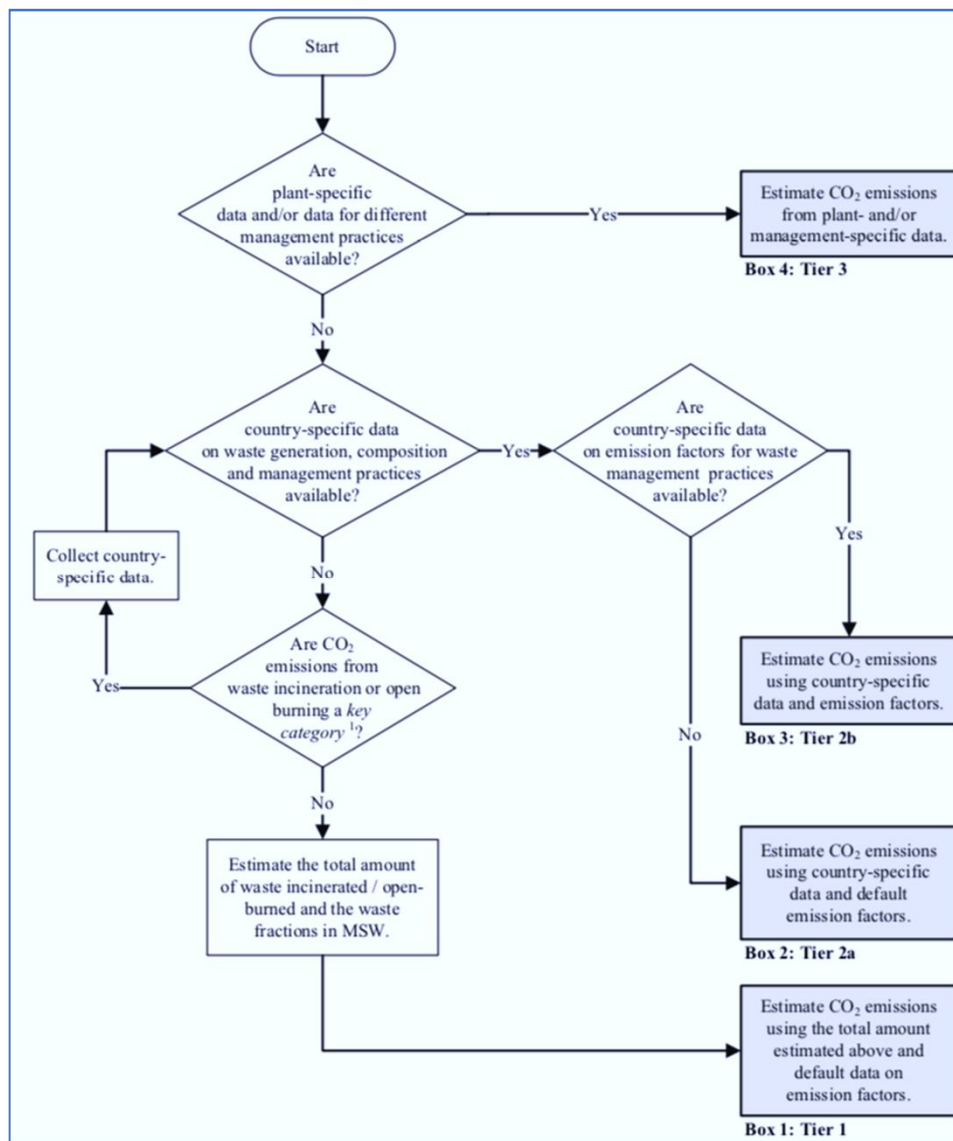 Start
Are
plant-specific
data and/or data for different
management practices
available?
Yes
Estimate CO₂ emissions
from plant- and/or
management-specific data.
Box 4: Tier 3
No
Are
country-specific data
on waste generation, composition
and management practices
available?
Yes
Are
country-specific data
on emission factors for waste
management practices
available?
Yes
Collect country-
specific data.
No
Are CO₂
emissions from
waste incineration or open
burning a key
category ¹?
Yes
Estimate CO₂ emissions
using country-specific
data and emission factors.
Box 3: Tier 2b
No
No
Estimate the total amount
of waste incinerated / open-
burned and the waste
fractions in MSW.
Estimate CO₂ emissions
using country-specific
data and default
emission factors.
Box 2: Tier 2a
Estimate CO₂ emissions
using the total amount
estimated above and
default data on
emission factors.
Box 1: Tier 1